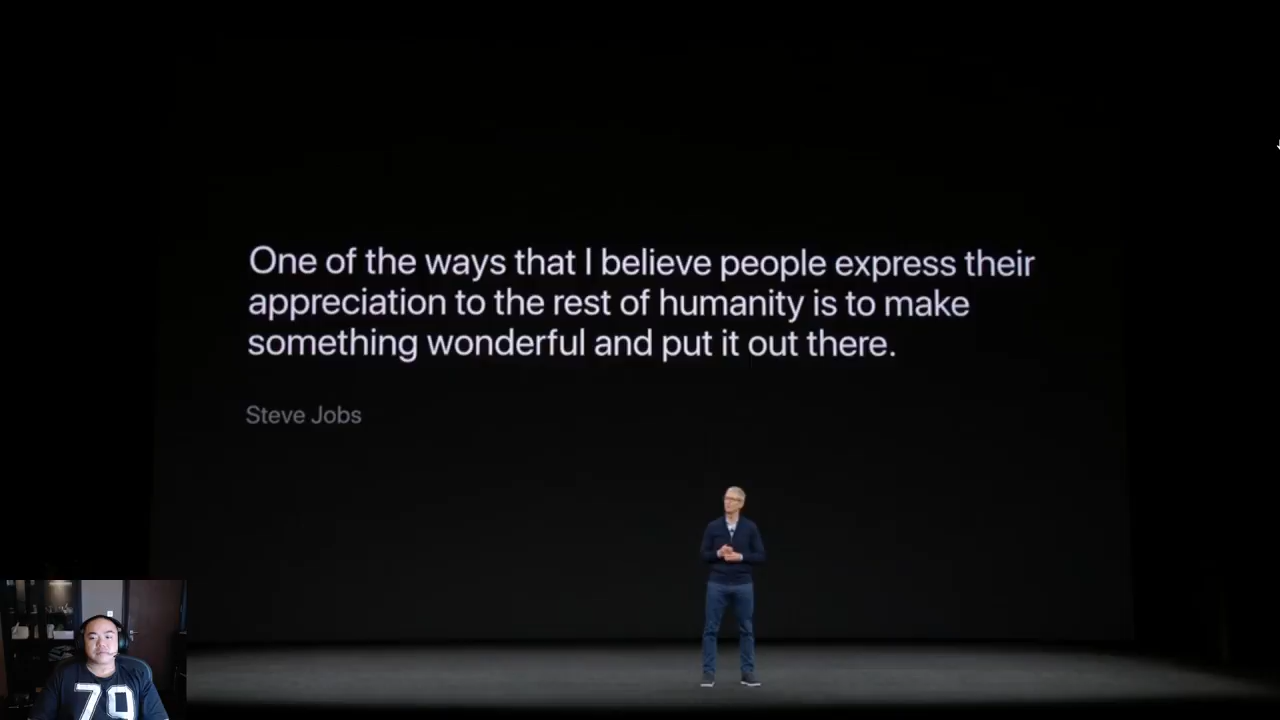 One of the ways that I believe people express their
appreciation to the rest of humanity is to make
something wonderful and put it out there.
Steve Jobs
79